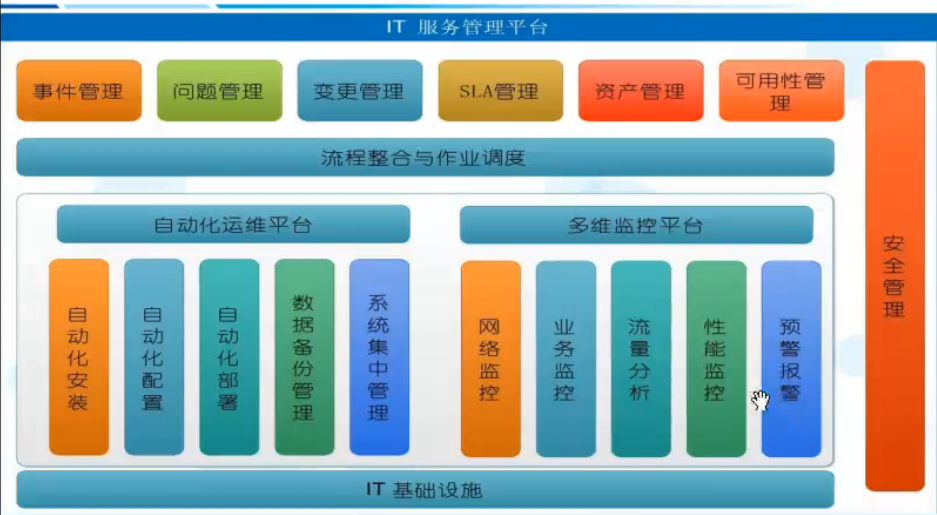 IT 服务管理平台
事件管理
问题管理
变更管理
SLA管理
资产管理
可用性管
理
流程整合与作业调度
自动化运维平台
自动化安装
自动化配置
自动化部署
数据备份管理
系统集中管理
多维监控平台
网络监控
业务监控
流量分析
性能监控
预警报警
IT 基础设施
安全管理